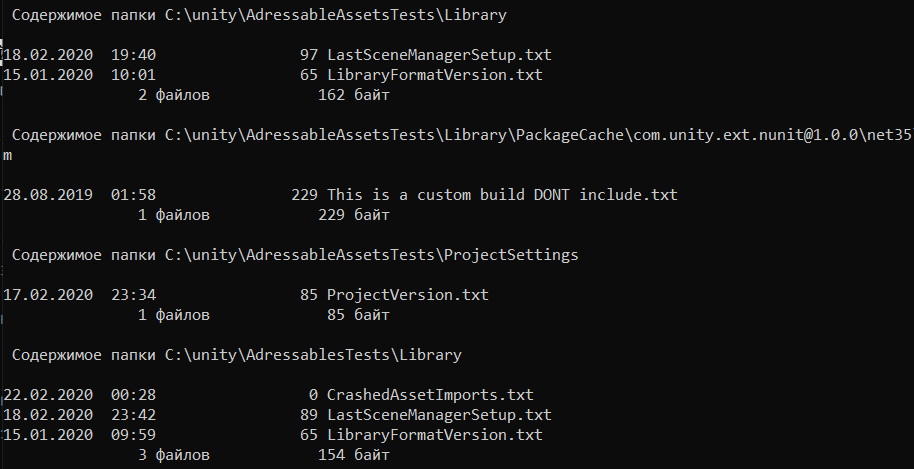 Содержимое папки C:\unity\AdressableAssetsTests\Library
18.02.2020  19:40                97 LastSceneManagerSetup.txt
15.01.2020  10:01                65 LibraryFormatVersion.txt
               2 файлов            162 байт
Содержимое папки C:\unity\AdressableAssetsTests\Library\PackageCache\com.unity.ext.nunit@1.0.0\net35
m
28.08.2019  01:58               229 This is a custom build DONT include.txt
               1 файлов            229 байт
Содержимое папки C:\unity\AdressableAssetsTests\ProjectSettings
17.02.2020  23:34                85 ProjectVersion.txt
               1 файлов             85 байт
Содержимое папки C:\unity\AdressablesTests\Library
22.02.2020  00:28                 0 CrashedAssetImports.txt
18.02.2020  23:42                89 LastSceneManagerSetup.txt
15.01.2020  09:59                65 LibraryFormatVersion.txt
               3 файлов            154 байт